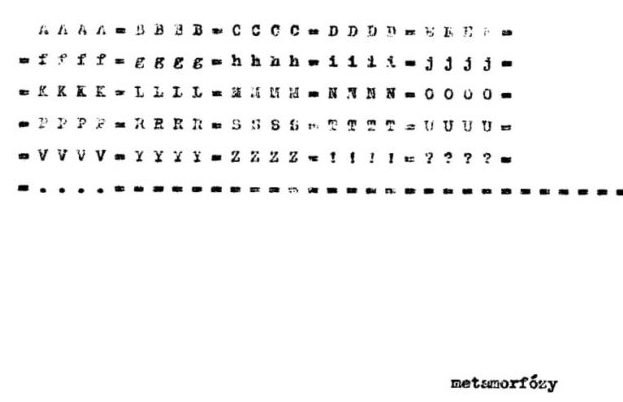 A A A A = B B B B = C C C C = D D D D = E E E E =
= f f f f = g g g g = h h h h = i i i i = j j j j =
= K K K K = L L L L = M M M M = N N N N = O O O O =
= P P P P = R R R R = S S S S = T T T T = U U U U =
= V V V V = Y Y Y Y = Z Z Z Z = ! ! ! ! = ? ? ? ? =
= . . . . = = = = = = = = = = = = = = = = = = = = = = = = = = =
metamorfózy